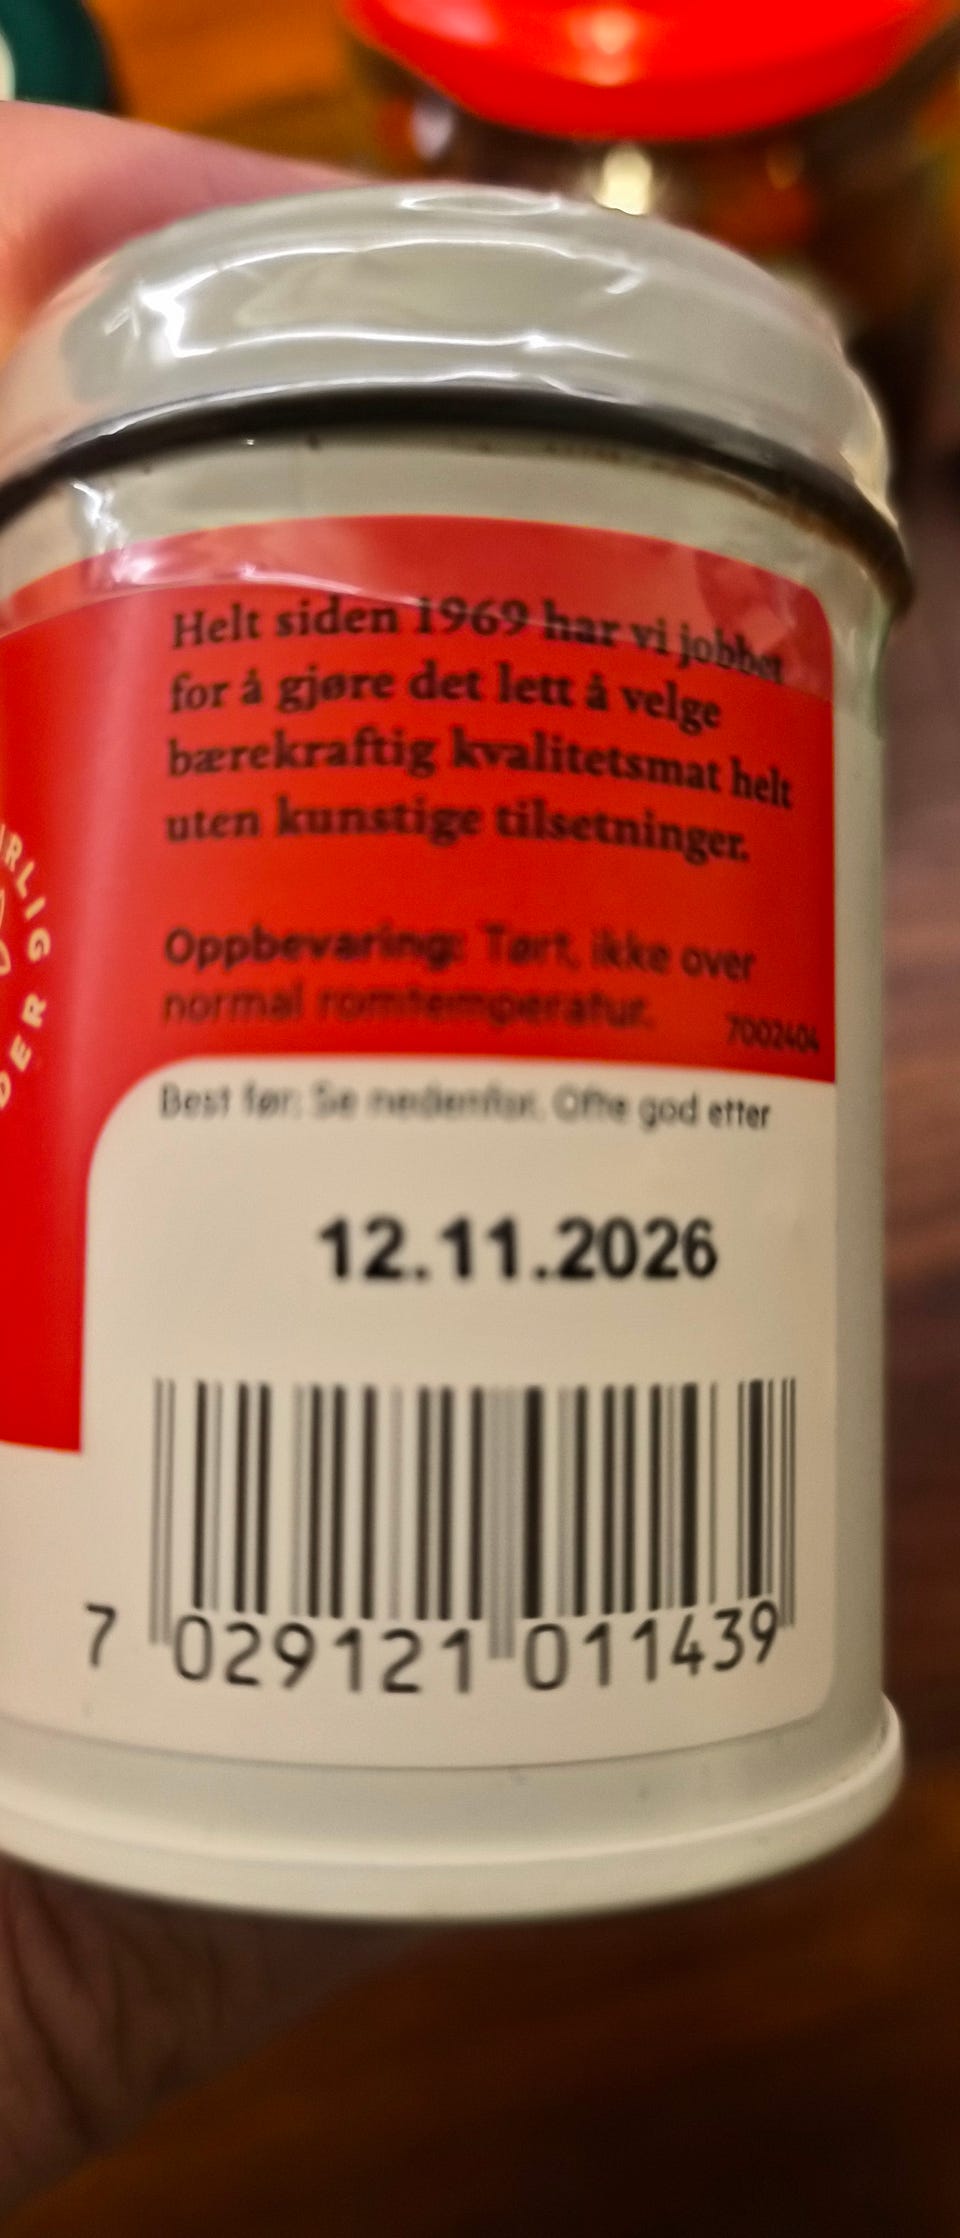 Helt siden 1969 har vi jobbet
for å gjøre det lett å velge
bærekraftig kvalitetsmat helt
uten kunstige tilsetninger.
Oppbevaring: Tørt, ikke over
normal romtemperatur.
7002404
Best før: Se nedenfor. Ofte god etter
12.11.2026
7 029121 011439